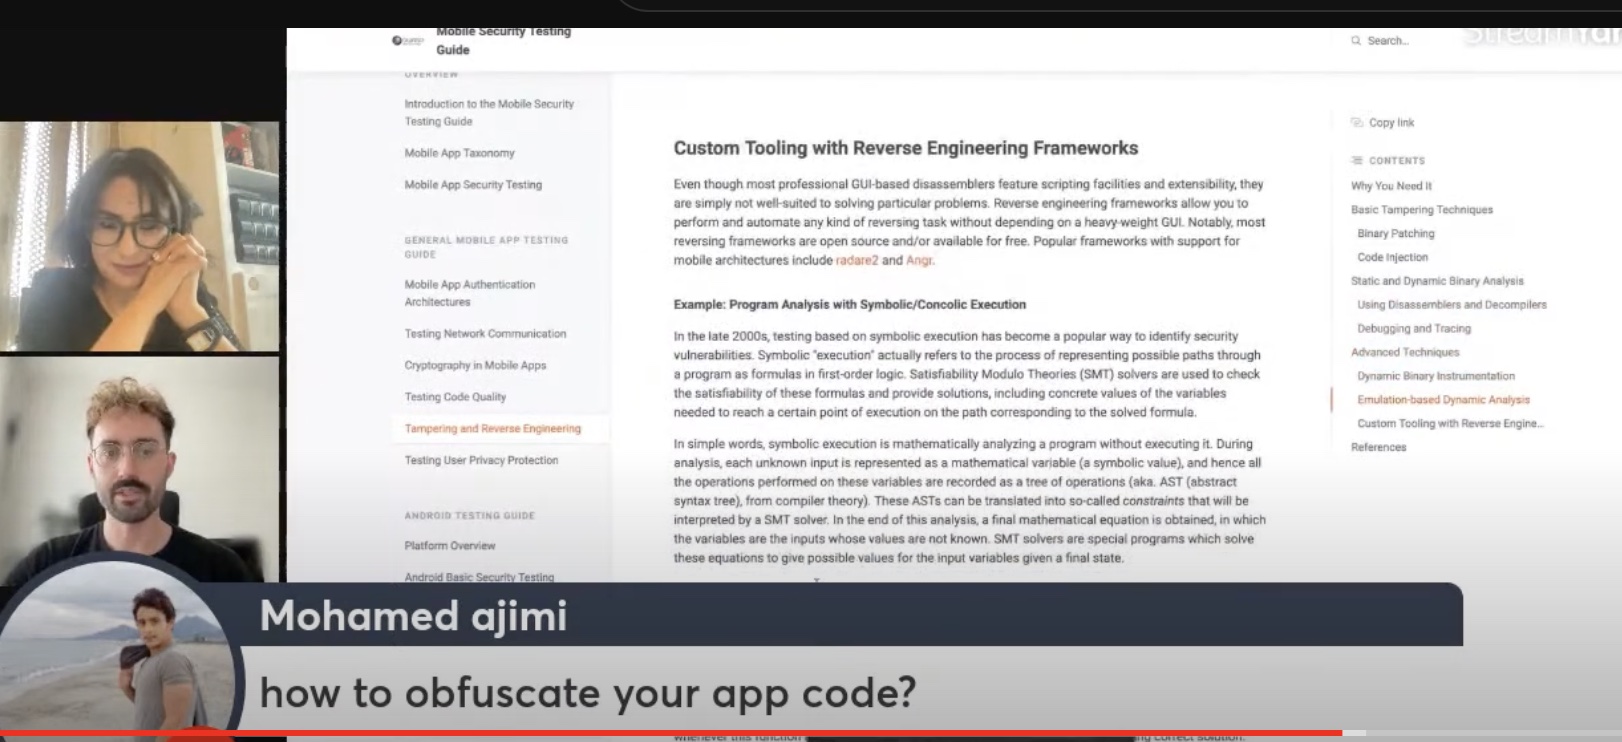 Mobile Security Testing
Guide
Search...
StreamYar
OVERVIEW
Introduction to the Mobile Security
Testing Guide
Mobile App Taxonomy
Mobile App Security Testing
GENERAL MOBILE APP TESTING
GUIDE
Mobile App Authentication
Architectures
Testing Network Communication
Cryptography in Mobile Apps
Testing Code Quality
Tampering and Reverse Engineering
Testing User Privacy Protection
ANDROID TESTING GUIDE
Platform Overview
Android Basic Security Testing
Custom Tooling with Reverse Engineering Frameworks
Even though most professional GUI-based disassemblers feature scripting facilities and extensibility, they
are simply not well-suited to solving particular problems. Reverse engineering frameworks allow you to
perform and automate any kind of reversing task without depending on a heavy-weight GUI. Notably, most
reversing frameworks are open source and/or available for free. Popular frameworks with support for
mobile architectures include radare2 and Angr.
Example: Program Analysis with Symbolic/Concolic Execution
In the late 2000s, testing based on symbolic execution has become a popular way to identify security
vulnerabilities. Symbolic "execution" actually refers to the process of representing possible paths through
a program as formulas in first-order logic. Satisfiability Modulo Theories (SMT) solvers are used to check
the satisfiability of these formulas and provide solutions, including concrete values of the variables
needed to reach a certain point of execution on the path corresponding to the solved formula.
In simple words, symbolic execution is mathematically analyzing a program without executing it. During
analysis, each unknown input is represented as a mathematical variable (a symbolic value), and hence all
the operations performed on these variables are recorded as a tree of operations (aka. AST (abstract
syntax tree), from compiler theory). These ASTs can be translated into so-called constraints that will be
interpreted by a SMT solver. In the end of this analysis, a final mathematical equation is obtained, in which
the variables are the inputs whose values are not known. SMT solvers are special programs which solve
these equations to give possible values for the input variables given a final state.
Copy link
CONTENTS
Why You Need It
Basic Tampering Techniques
Binary Patching
Code Injection
Static and Dynamic Binary Analysis
Using Disassemblers and Decompilers
Debugging and Tracing
Advanced Techniques
Dynamic Binary Instrumentation
Emulation-based Dynamic Analysis
Custom Tooling with Reverse Engine...
References
Mohamed ajimi
how to obfuscate your app code?
whenever this function
correct solution.